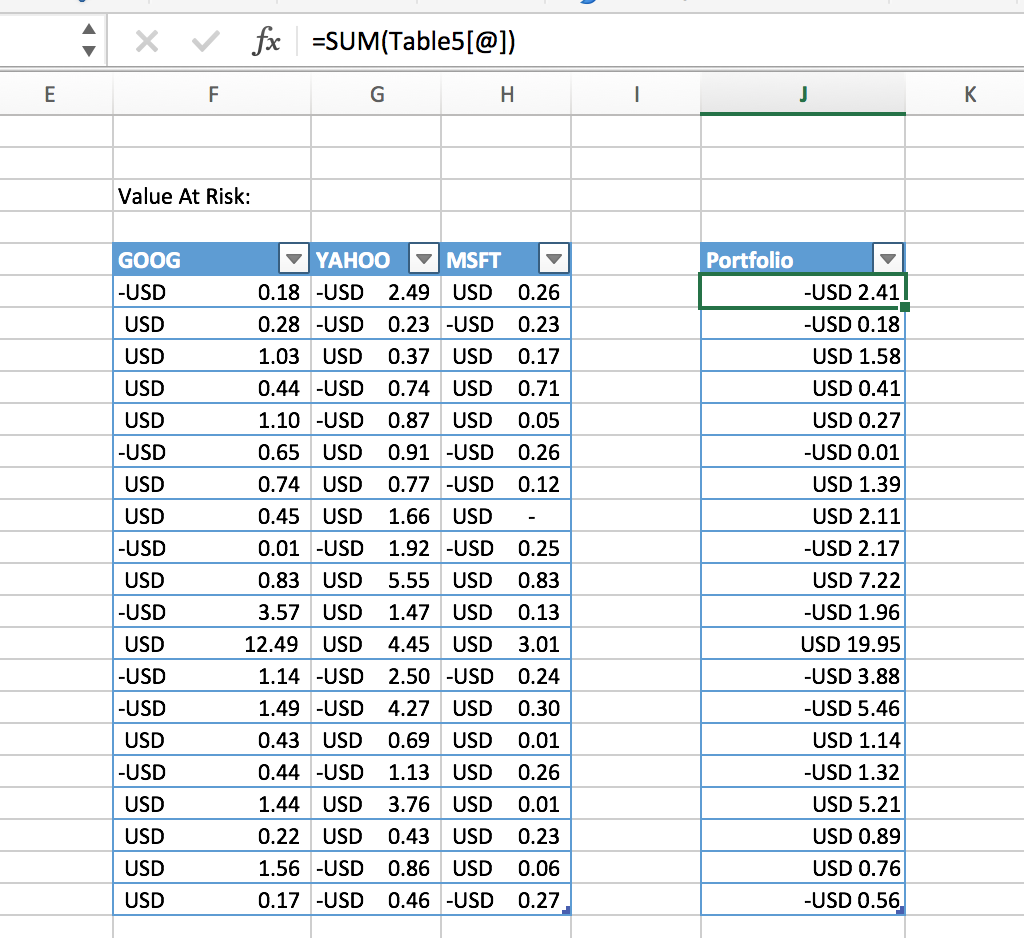 fx =SUM(Table5[@])
E F G H I J K
Value At Risk:
GOOG YAHOO MSFT Portfolio
-USD 0.18 -USD 2.49 USD 0.26 -USD 2.41
USD 0.28 -USD 0.23 -USD 0.23 -USD 0.18
USD 1.03 USD 0.37 USD 0.17 USD 1.58
USD 0.44 -USD 0.74 USD 0.71 USD 0.41
USD 1.10 -USD 0.87 USD 0.05 USD 0.27
-USD 0.65 USD 0.91 -USD 0.26 -USD 0.01
USD 0.74 USD 0.77 -USD 0.12 USD 1.39
USD 0.45 USD 1.66 USD - USD 2.11
-USD 0.01 -USD 1.92 -USD 0.25 -USD 2.17
USD 0.83 USD 5.55 USD 0.83 USD 7.22
-USD 3.57 USD 1.47 USD 0.13 -USD 1.96
USD 12.49 USD 4.45 USD 3.01 USD 19.95
-USD 1.14 -USD 2.50 -USD 0.24 -USD 3.88
-USD 1.49 -USD 4.27 USD 0.30 -USD 5.46
USD 0.43 USD 0.69 USD 0.01 USD 1.14
-USD 0.44 -USD 1.13 USD 0.26 -USD 1.32
USD 1.44 USD 3.76 USD 0.01 USD 5.21
USD 0.22 USD 0.43 USD 0.23 USD 0.89
USD 1.56 -USD 0.86 USD 0.06 USD 0.76
USD 0.17 -USD 0.46 -USD 0.27 -USD 0.56